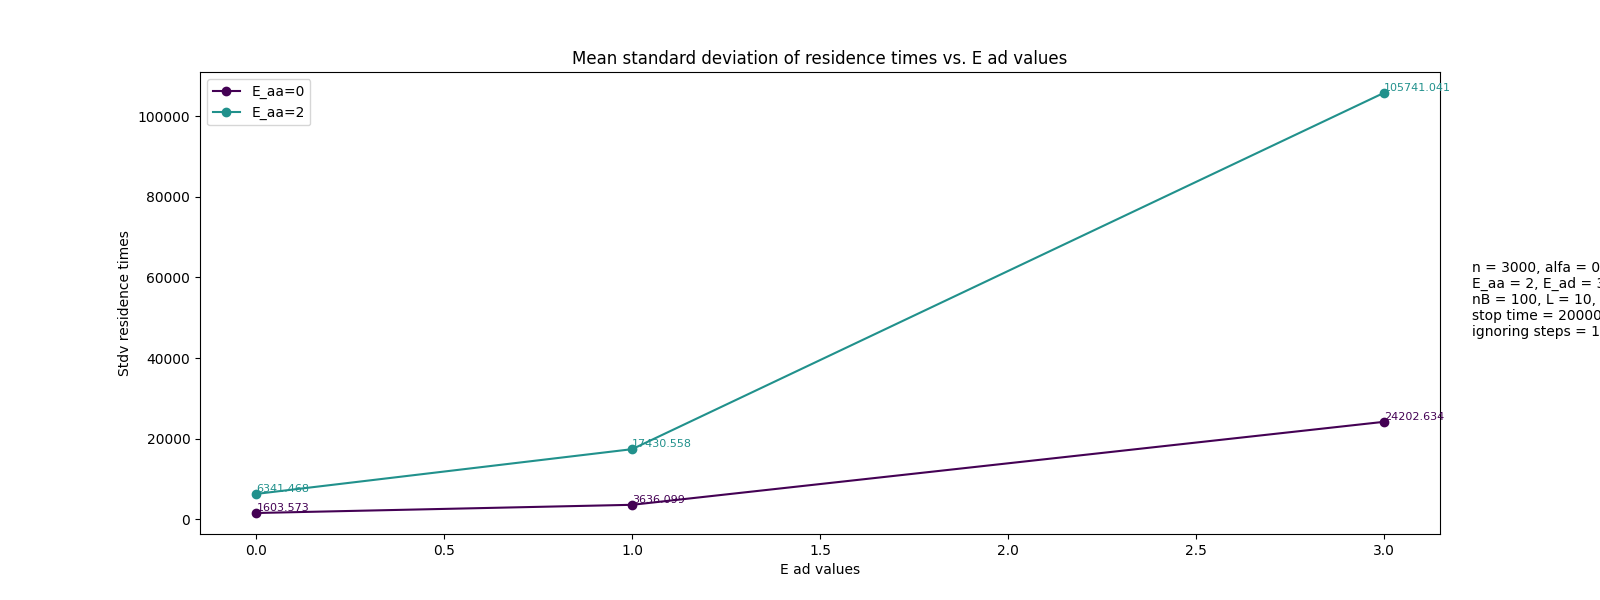 Mean standard deviation of residence times vs. E ad values
E_aa=0
E_aa=2
Stdv residence times
100000
80000
60000
40000
20000
0
105741.041
24202.634
17430.558
3636.099
6341.468
1603.573
0.0 0.5 1.0 1.5 2.0 2.5 3.0
E ad values
n = 3000, alfa = 0
E_aa = 2, E_ad = 3
nB = 100, L = 10,
stop time = 20000
ignoring steps = 1